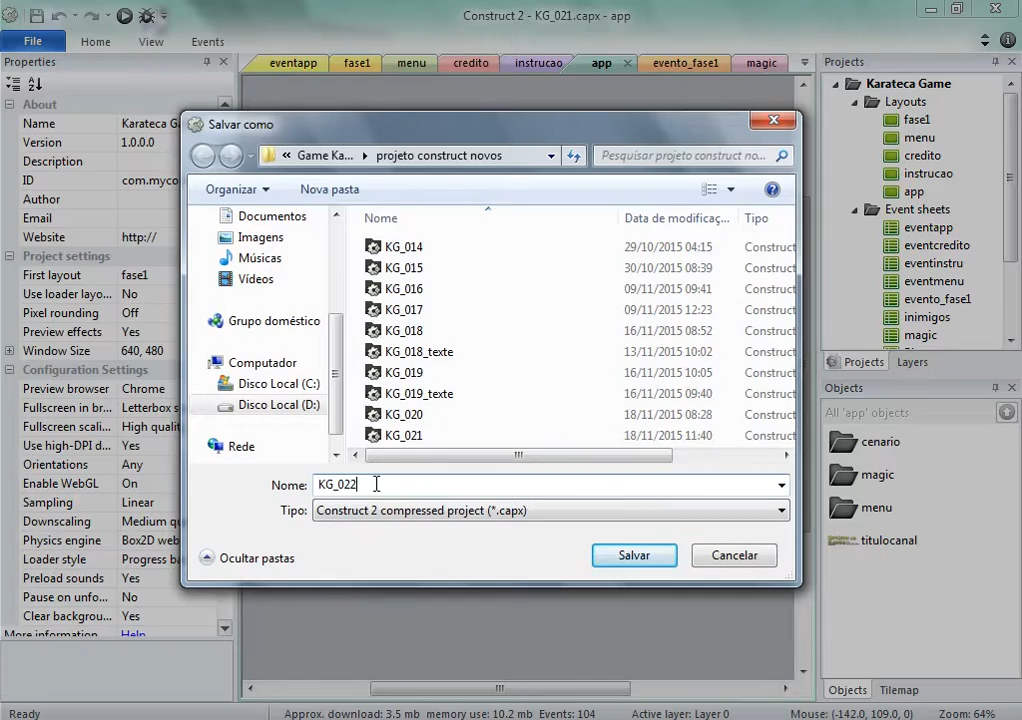 Construct 2 - KG_021.capx - app
File
Home
View
Events
Properties
About
Name
Karateca G
Version
1.0.0.0
Description
ID
com.myco
Author
Email
Website
http://
Project settings
First layout
fase1
Use loader layo...
No
Pixel rounding
Off
Preview effects
Yes
Window Size
640, 480
Configuration Settings
Preview browser
Chrome
Fullscreen in br...
Letterbox s
Fullscreen scali...
High qualit
Use high-DPI d...
Yes
Orientations
Any
Enable WebGL
On
Sampling
Linear
Downscaling
Medium q
Physics engine
Box2D web
Loader style
Progress ba
Preload sounds
Yes
Pause on unfo...
No
Clear backgrou...
Yes
More information
Help
eventapp
fase1
menu
credito
instrucao
app
evento_fase1
magic
Salvar como
« Game Ka...
projeto construct novos
Pesquisar projeto construct no...
Organizar
Nova pasta
Documentos
Imagens
Músicas
Vídeos
Grupo doméstico
Computador
Disco Local (C:)
Disco Local (D:)
Rede
Nome
Data de modificaç...
Tipo
KG_014
29/10/2015 04:15
Construct
KG_015
30/10/2015 08:39
Construct
KG_016
09/11/2015 09:41
Construct
KG_017
09/11/2015 12:23
Construct
KG_018
16/11/2015 08:52
Construct
KG_018_texte
13/11/2015 10:02
Construct
KG_019
16/11/2015 10:05
Construct
KG_019_texte
16/11/2015 09:40
Construct
KG_020
18/11/2015 08:28
Construct
KG_021
18/11/2015 11:40
Construct
Nome:
KG_022
Tipo:
Construct 2 compressed project (*.capx)
Ocultar pastas
Salvar
Cancelar
Projects
Karateca Game
Layouts
fase1
menu
credito
instrucao
app
Event sheets
eventapp
eventcredito
eventinstru
eventmenu
evento_fase1
inimigos
magic
Projects
Layers
Objects
All 'app' objects
cenario
magic
menu
titulocanal
Objects
Tilemap
Ready
Approx. download: 3.5 mb
memory use: 10.2 mb
Events: 104
Active layer: Layer 0
Mouse: (-142.0, 109.0, 0)
Zoom: 64%